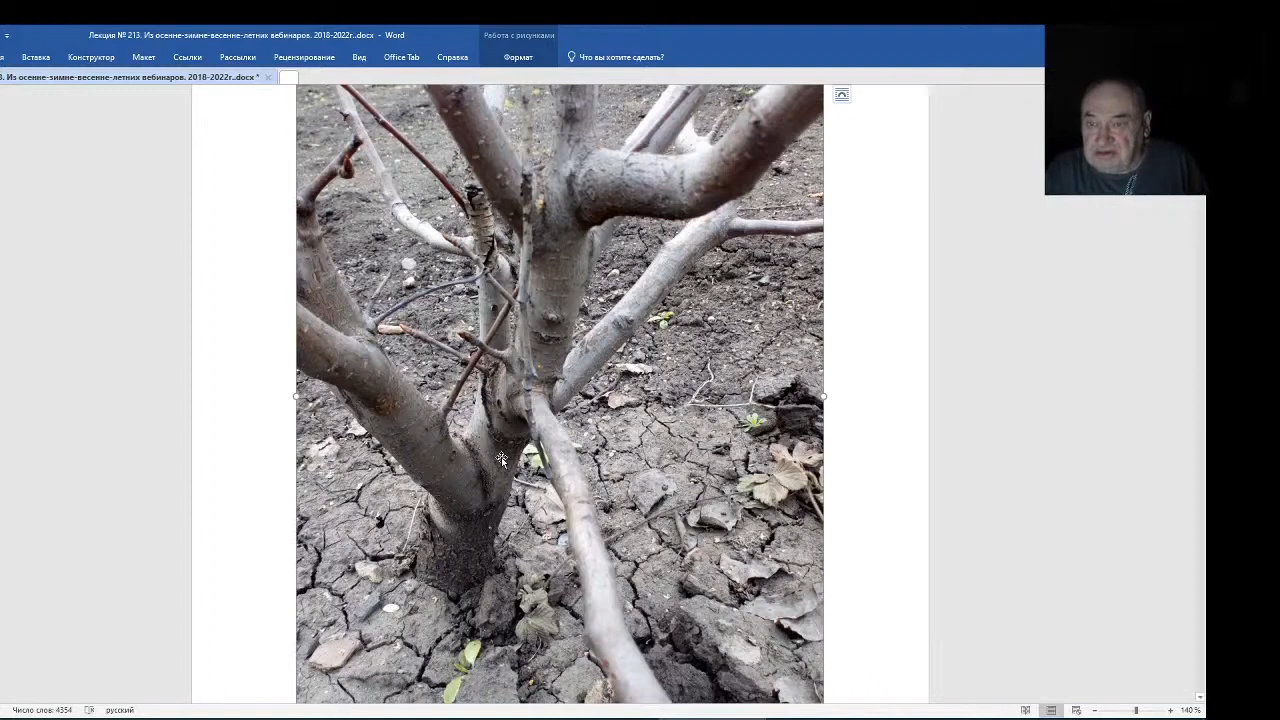 Лекция № 213. Из осенне-зимне-весенне-летних вебинаров. 2018-2022г..docx - Word
Работа с рисунками
я Вставка Конструктор Макет Ссылки Рассылки Рецензирование Вид Office Tab Справка Формат Что вы хотите сделать?
3. Из осенне-зимне-весенне-летних вебинаров. 2018-2022г..docx *
Число слов: 4354 русский 140 %